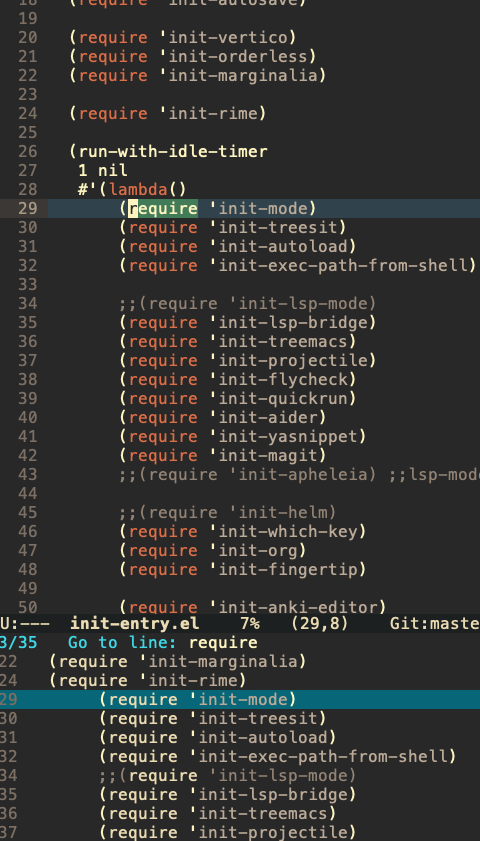 18 (require 'init-autosave)
19
20 (require 'init-vertico)
21 (require 'init-orderless)
22 (require 'init-marginalia)
23
24 (require 'init-rime)
25
26 (run-with-idle-timer
27 1 nil
28 #'(lambda()
29 (require 'init-mode)
30 (require 'init-treesit)
31 (require 'init-autoload)
32 (require 'init-exec-path-from-shell)
33
34 ;;(require 'init-lsp-mode)
35 (require 'init-lsp-bridge)
36 (require 'init-treemacs)
37 (require 'init-projectile)
38 (require 'init-flycheck)
39 (require 'init-quickrun)
40 (require 'init-aider)
41 (require 'init-yasnippet)
42 (require 'init-magit)
43 ;;(require 'init-apheleia) ;;lsp-mod
44
45 ;;(require 'init-helm)
46 (require 'init-which-key)
47 (require 'init-org)
48 (require 'init-fingertip)
49
50 (require 'init-anki-editor)
U:--- init-entry.el 7% (29,8) Git:maste
3/35 Go to line: require
22 (require 'init-marginalia)
24 (require 'init-rime)
29 (require 'init-mode)
30 (require 'init-treesit)
31 (require 'init-autoload)
32 (require 'init-exec-path-from-shell)
34 ;;(require 'init-lsp-mode)
35 (require 'init-lsp-bridge)
36 (require 'init-treemacs)
37 (require 'init-projectile)